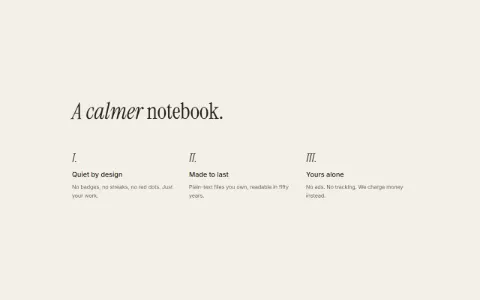 A calmer notebook.
I.
Quiet by design
No badges, no streaks, no red dots. Just
your work.
II.
Made to last
Plain-text files you own, readable in fifty
years.
III.
Yours alone
No ads. No tracking. We charge money
instead.